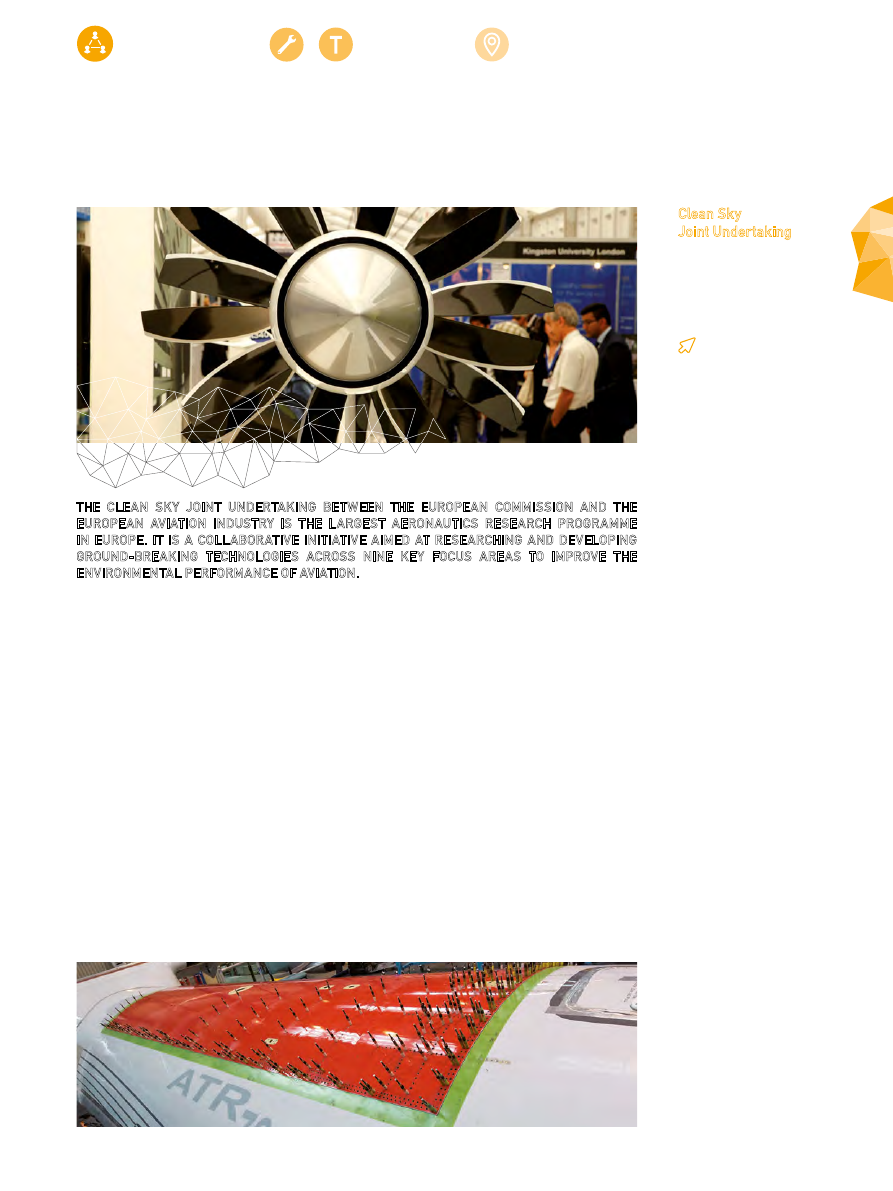 T
Kingston University London
Clean Sky
Joint Undertaking
THE CLEAN SKY JOINT UNDERTAKING BETWEEN THE EUROPEAN COMMISSION AND THE
EUROPEAN AVIATION INDUSTRY IS THE LARGEST AERONAUTICS RESEARCH PROGRAMME
IN EUROPE. IT IS A COLLABORATIVE INITIATIVE AIMED AT RESEARCHING AND DEVELOPING
GROUND-BREAKING TECHNOLOGIES ACROSS NINE KEY FOCUS AREAS TO IMPROVE THE
ENVIRONMENTAL PERFORMANCE OF AVIATION.
ATR